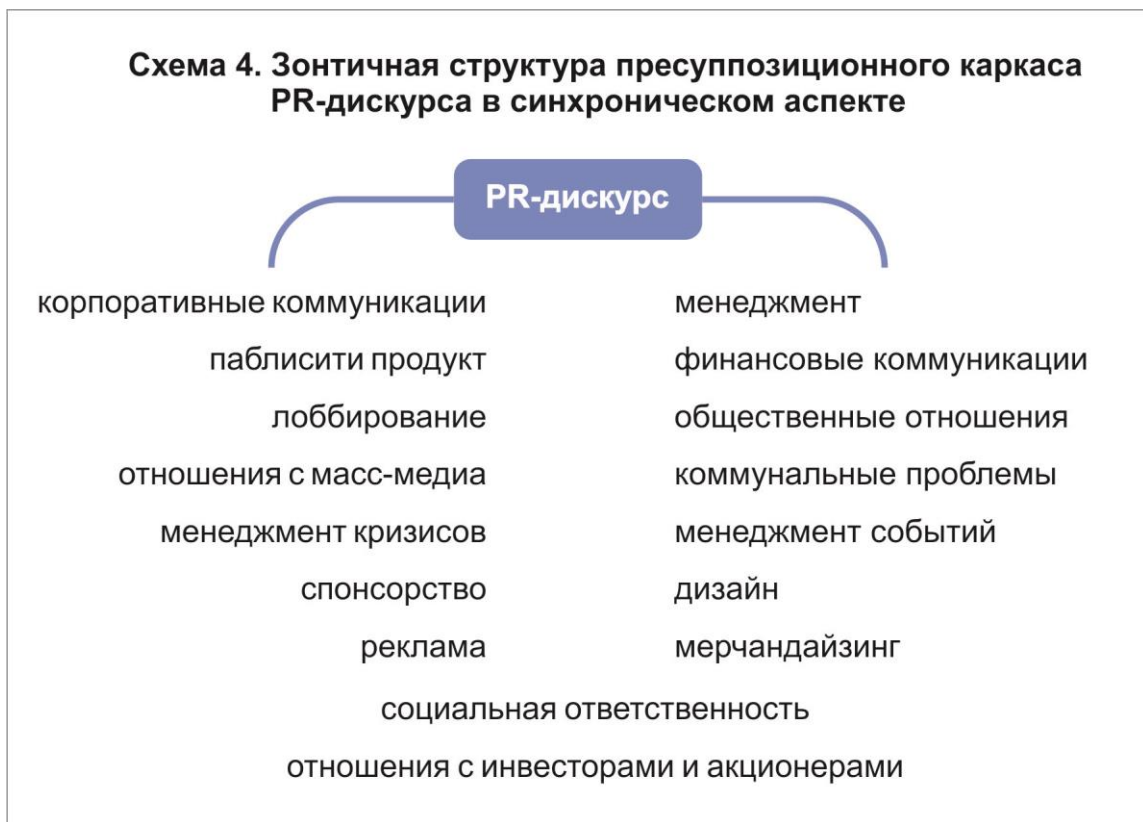 Схема 4. Зонтичная структура пресуппозиционного каркаса
PR-дискурса в синхроническом аспекте
PR-дискурс
корпоративные коммуникации
паблисити продукт
лоббирование
отношения с масс-медиа
менеджмент кризисов
спонсорство
реклама
менеджмент
финансовые коммуникации
общественные отношения
коммунальные проблемы
менеджмент событий
дизайн
мерчандайзинг
социальная ответственность
отношения с инвесторами и акционерами